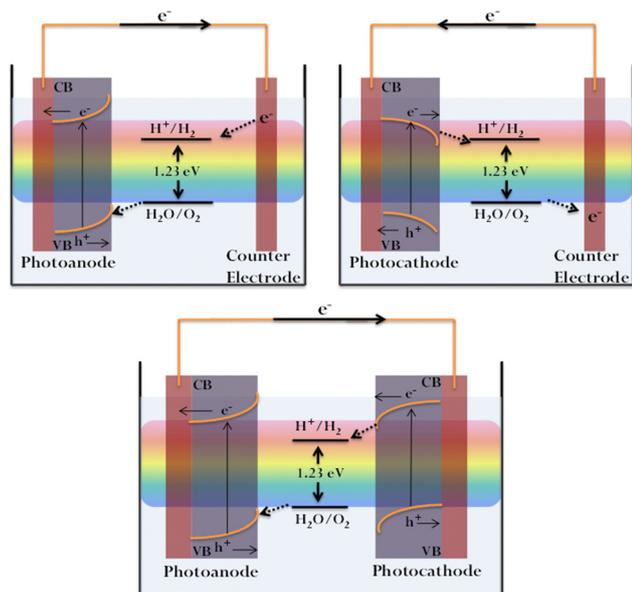 e⁻
CB
e⁻
H⁺/H₂
e⁻
1.23 eV
H₂O/O₂
VB h⁺
Photoanode
Counter
Electrode
e⁻
CB
e⁻
H⁺/H₂
1.23 eV
H₂O/O₂
e⁻
h⁺
VB
Photocathode
Counter
Electrode
e⁻
CB
e⁻
H⁺/H₂
1.23 eV
H₂O/O₂
VB h⁺
Photoanode
CB
e⁻
h⁺
VB
Photocathode